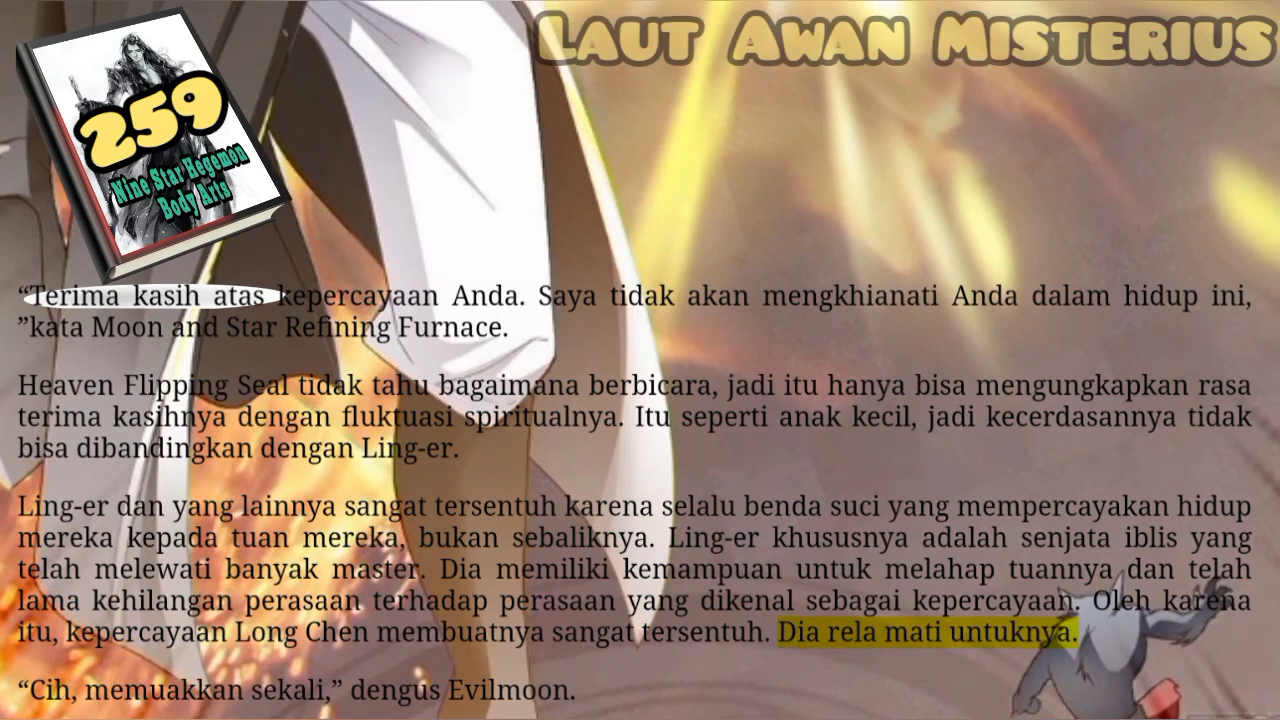 LAUT AWAN MISTERIUS
259
Nine Star Hegemon
Body Arts
“Terima kasih atas kepercayaan Anda. Saya tidak akan mengkhianati Anda dalam hidup ini,
”kata Moon and Star Refining Furnace.
Heaven Flipping Seal tidak tahu bagaimana berbicara, jadi itu hanya bisa mengungkapkan rasa
terima kasihnya dengan fluktuasi spiritualnya. Itu seperti anak kecil, jadi kecerdasannya tidak
bisa dibandingkan dengan Ling-er.
Ling-er dan yang lainnya sangat tersentuh karena selalu benda suci yang mempercayakan hidup
mereka kepada tuan mereka, bukan sebaliknya. Ling-er khususnya adalah senjata iblis yang
telah melewati banyak master. Dia memiliki kemampuan untuk melahap tuannya dan telah
lama kehilangan perasaan terhadap perasaan yang dikenal sebagai kepercayaan. Oleh karena
itu, kepercayaan Long Chen membuatnya sangat tersentuh. Dia rela mati untuknya.
“Cih, memuakkan sekali,” dengus Evilmoon.